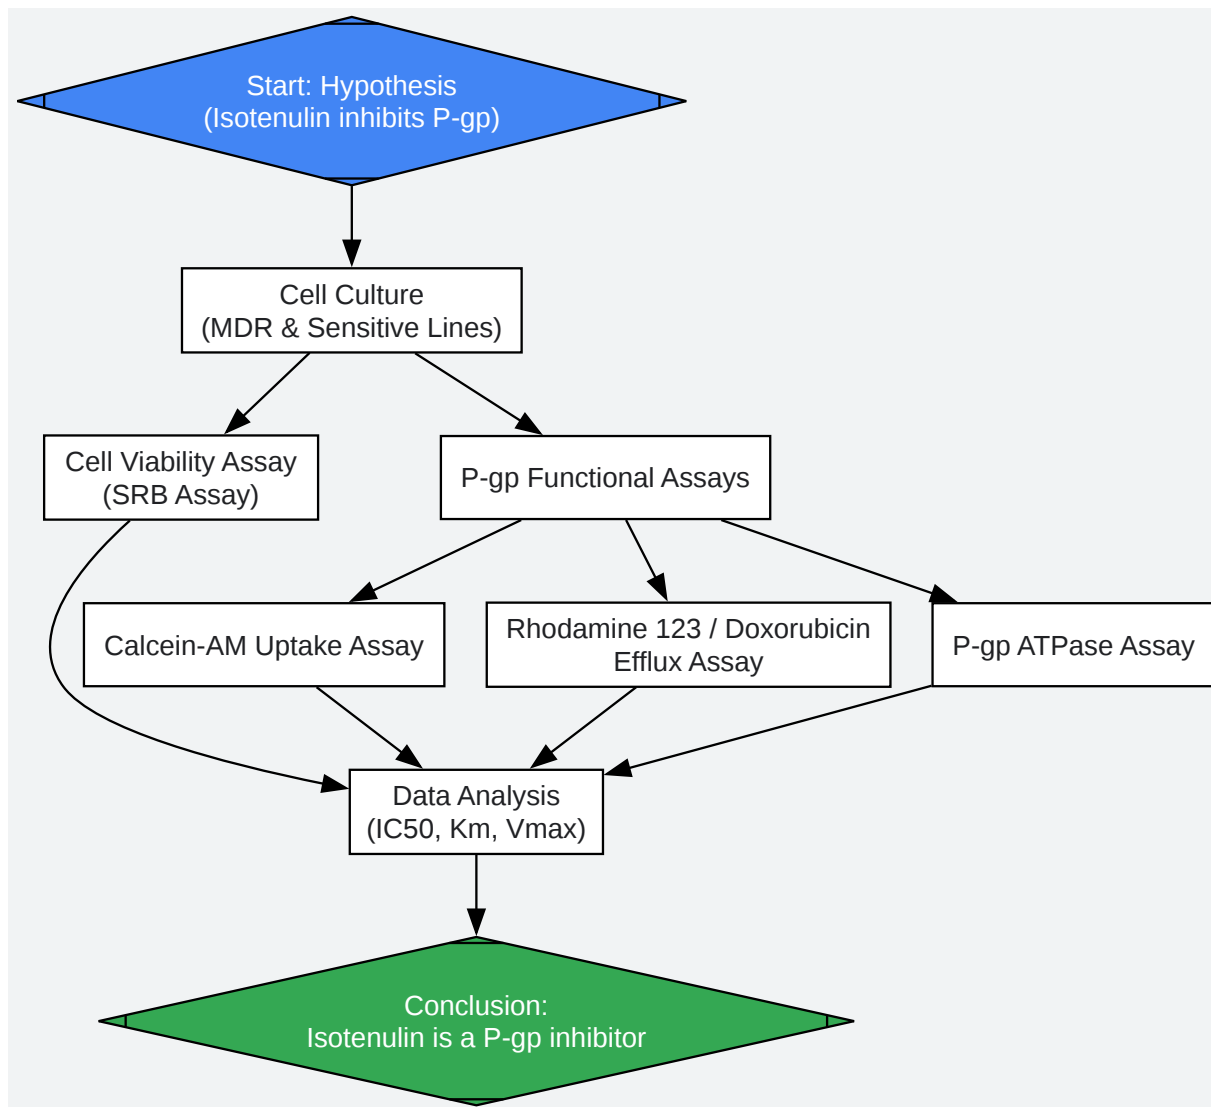 Start: Hypothesis
(Isotenulin inhibits P-gp)
Cell Culture
(MDR & Sensitive Lines)
Cell Viability Assay
(SRB Assay)
P-gp Functional Assays
Calcein-AM Uptake Assay
Rhodamine 123 / Doxorubicin
Efflux Assay
P-gp ATPase Assay
Data Analysis
(IC50, Km, Vmax)
Conclusion:
Isotenulin is a P-gp inhibitor